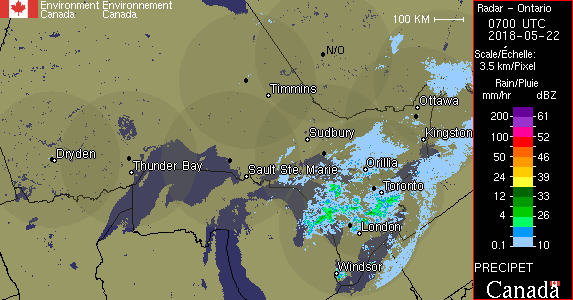 Environment Environnement
Canada Canada
100 KM
N/O
Timmins
Ottawa
Sudbury
Kingston
Dryden
Thunder Bay
Sault Ste. Marie
Orillia
Toronto
London
Windsor
Radar - Ontario
0700 UTC
2018-05-22
Scale/Échelle:
3.5 km/Pixel
Rain/Pluie
mm/hr dBZ
200 61
100 52
50 46
24 39
12 33
4 26
0.1 10
PRECIPET
Canada